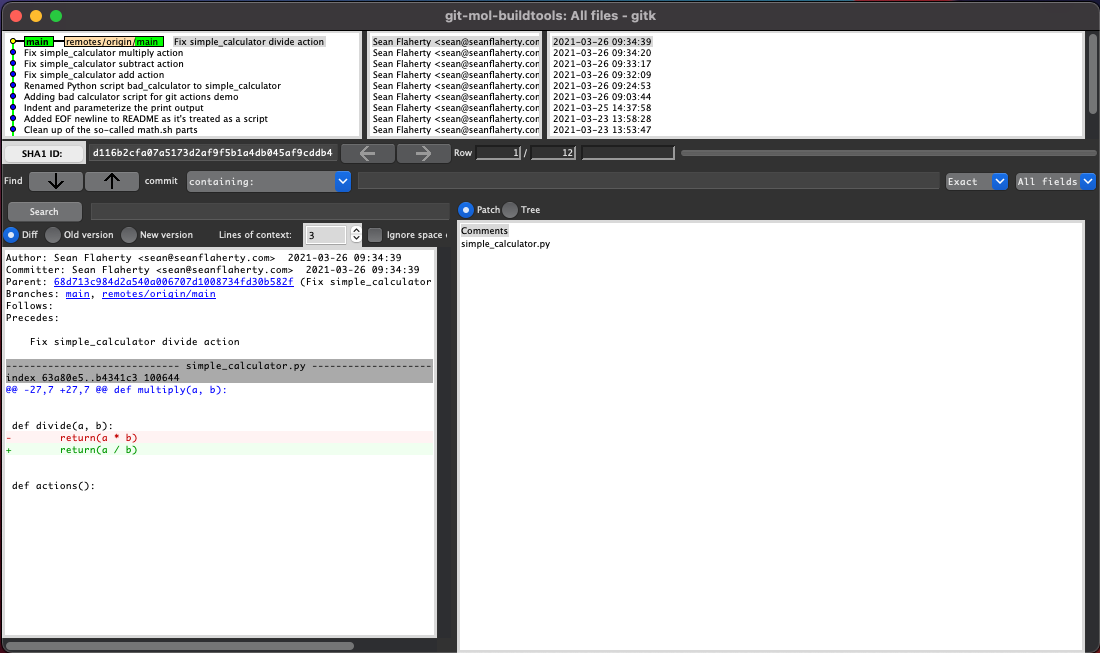 git-mol-buildtools: All files - gitk
main remotes/origin/main Fix simple_calculator divide action Sean Flaherty <sean@seanflaherty.cor 2021-03-26 09:34:39
Fix simple_calculator multiply action Sean Flaherty <sean@seanflaherty.cor 2021-03-26 09:34:20
Fix simple_calculator subtract action Sean Flaherty <sean@seanflaherty.cor 2021-03-26 09:33:17
Fix simple_calculator add action Sean Flaherty <sean@seanflaherty.cor 2021-03-26 09:32:09
Renamed Python script bad_calculator to simple_calculator Sean Flaherty <sean@seanflaherty.cor 2021-03-26 09:24:53
Adding bad calculator script for git actions demo Sean Flaherty <sean@seanflaherty.cor 2021-03-26 09:03:44
Indent and parameterize the print output Sean Flaherty <sean@seanflaherty.cor 2021-03-25 14:37:58
Added EOF newline to README as it's treated as a script Sean Flaherty <sean@seanflaherty.cor 2021-03-23 13:58:28
Clean up of the so-called math.sh parts Sean Flaherty <sean@seanflaherty.cor 2021-03-23 13:53:47
SHA1 ID: d116b2cfa07a5173d2af9f5b1a4db045af9cddb4 Row 1 / 12
Find commit containing: Exact All fields
Search Patch Tree
Diff Old version New version Lines of context: 3 Ignore space
Comments
simple_calculator.py
Author: Sean Flaherty <sean@seanflaherty.com>  2021-03-26 09:34:39
Committer: Sean Flaherty <sean@seanflaherty.com>  2021-03-26 09:34:39
Parent: 68d713c984d2a540a006707d1008734fd30b582f (Fix simple_calculator
Branches: main, remotes/origin/main
Follows:
Precedes:
Fix simple_calculator divide action
----------------------------- simple_calculator.py --------------------
index 63a80e5..b4341c3 100644
@@ -27,7 +27,7 @@ def multiply(a, b):
def divide(a, b):
-        return(a * b)
+        return(a / b)
def actions():